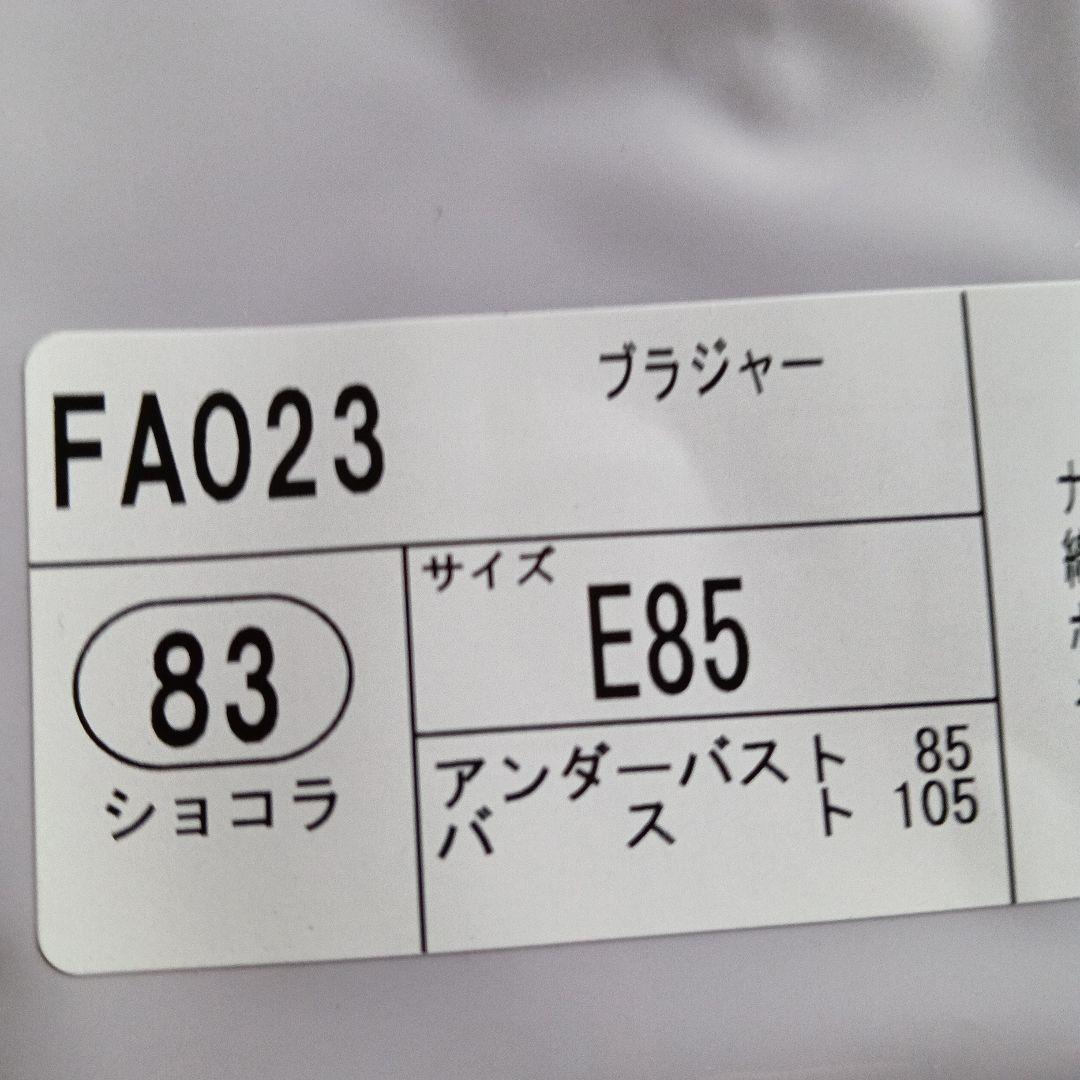 FA023
ブラジャー
83
ショコラ
サイズ
E85
アンダーバスト 85
バスト 105